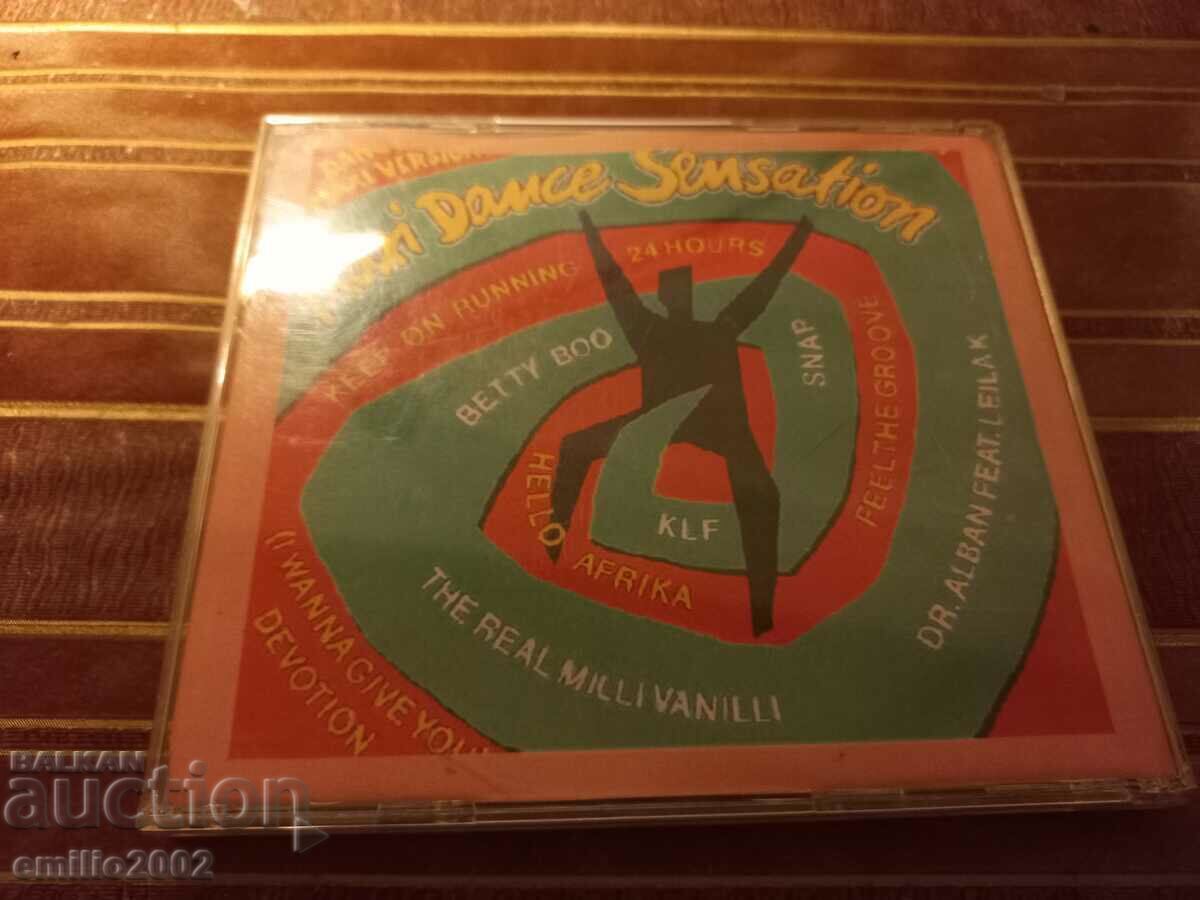 VERSION
Dance Sensation
KEEP ON RUNNING 24 HOURS
FEEL THE GROOVE
BETTY BOO
SNAP
HELLO AFRIKA
KLF
DR. ALBAN FEAT. LEILA K
THE REAL MILLI VANILLI
(I WANNA GIVE YOU
DEVOTION
BALKAN
auction
emilio2002